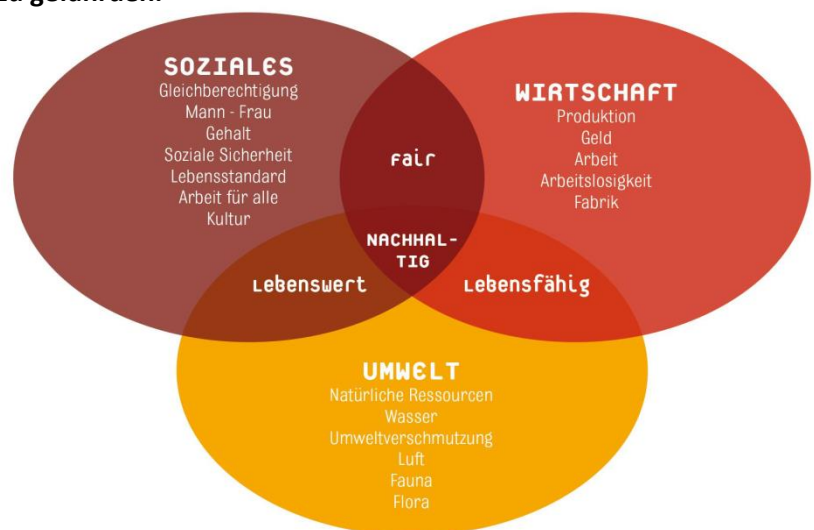 SOZIALES
Gleichberechtigung
Mann - Frau
Gehalt
Soziale Sicherheit
Lebensstandard
Arbeit für alle
Kultur
WIRTSCHAFT
Produktion
Geld
Arbeit
Arbeitslosigkeit
Fabrik
Fair
NACHHAL-
TIG
Lebenswert
Lebensfähig
UMWELT
Natürliche Ressourcen
Wasser
Umweltverschmutzung
Luft
Fauna
Flora